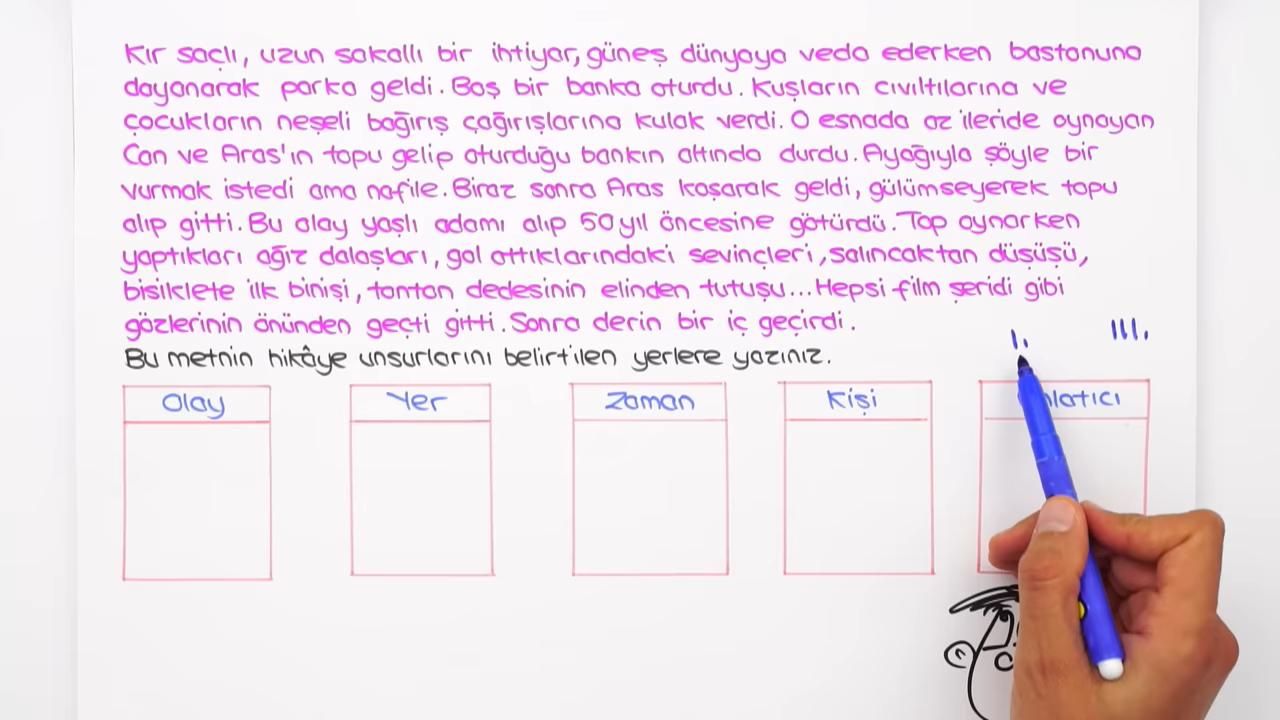 Kır saçlı, uzun sakallı bir ihtiyar, güneş dünyaya veda ederken bastonuna
dayanarak parka geldi. Boş bir banka oturdu. Kuşların cıvıltılarına ve
çocukların neşeli bağırış çağırışlarına kulak verdi. O esnada az ileride oynayan
Can ve Aras'ın topu gelip oturduğu bankın altında durdu. Ayağıyla şöyle bir
vurmak istedi ama nafile. Biraz sonra Aras koşarak geldi, gülümseyerek topu
alıp gitti. Bu olay yaşlı adamı alıp 50 yıl öncesine götürdü. Top oynarken
yaptıkları ağız dalaşları, gol attıklarındaki sevinçleri, salıncaktan düşüşü,
bisiklete ilk binişi, tontan dedesinin elinden tutuşu... Hepsi film şeridi gibi
gözlerinin önünden geçti gitti. Sonra derin bir iç geçirdi.
I. III.
Bu metnin hikâye unsurlarını belirtilen yerlere yazınız.
Olay Yer Zaman Kişi